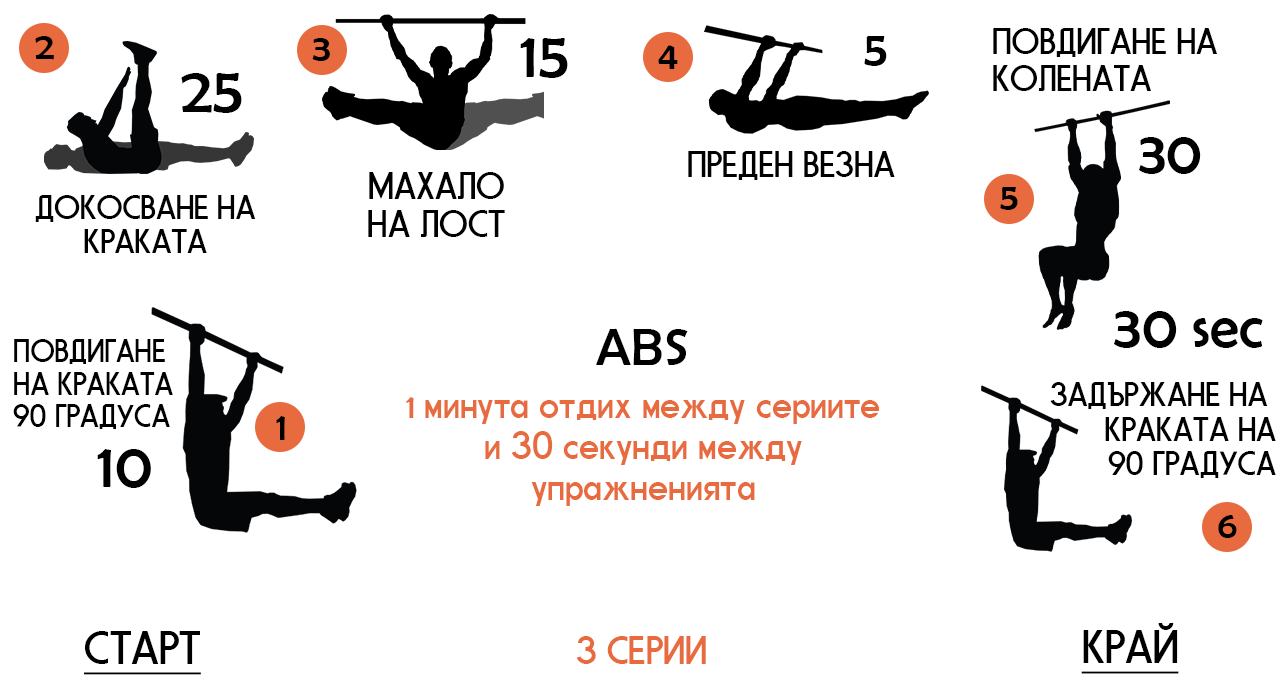 2
25
ДОКОСВАНЕ НА
КРАКАТА
3
15
МАХАЛО
НА ЛОСТ
4
5
ПРЕДЕН ВЕЗНА
ПОВДИГАНЕ НА
КОЛЕНАТА
30
5
ПОВДИГАНЕ
НА КРАКАТА
90 ГРАДУСА
10
1
ABS
1 минута отдих между сериите
и 30 секунди между
упражненията
30 sec
ЗАДЪРЖАНЕ НА
КРАКАТА НА
90 ГРАДУСА
6
СТАРТ
3 СЕРИИ
КРАЙ